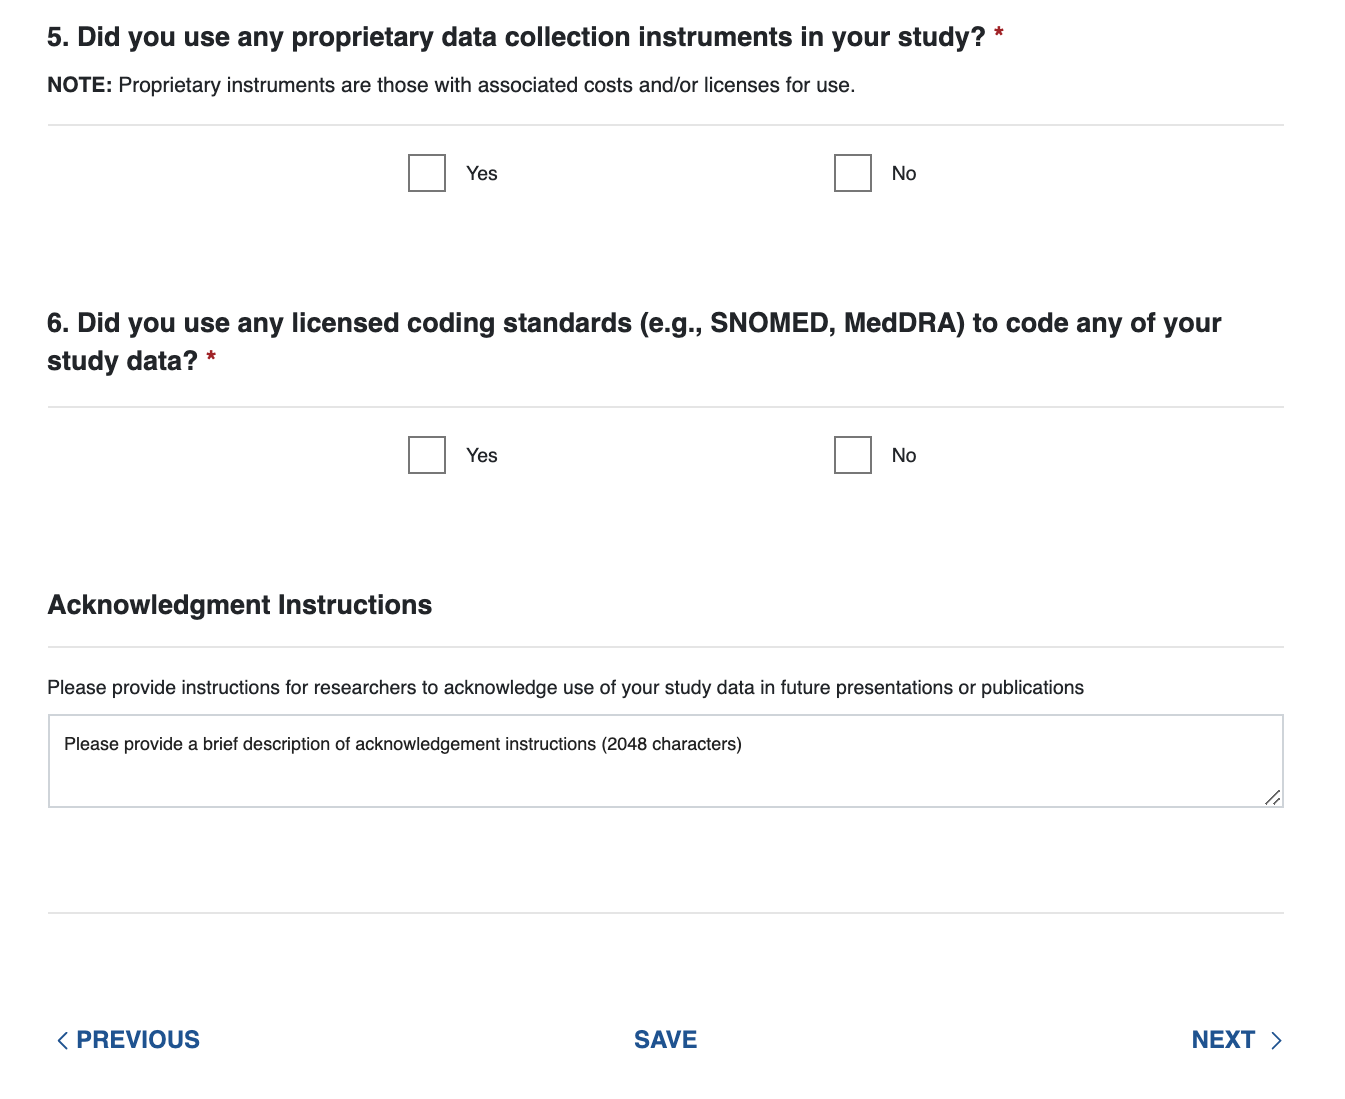 5. Did you use any proprietary data collection instruments in your study? *
NOTE: Proprietary instruments are those with associated costs and/or licenses for use.
Yes
No
6. Did you use any licensed coding standards (e.g., SNOMED, MedDRA) to code any of your
study data? *
Yes
No
Acknowledgment Instructions
Please provide instructions for researchers to acknowledge use of your study data in future presentations or publications
Please provide a brief description of acknowledgement instructions (2048 characters)
PREVIOUS
SAVE
NEXT